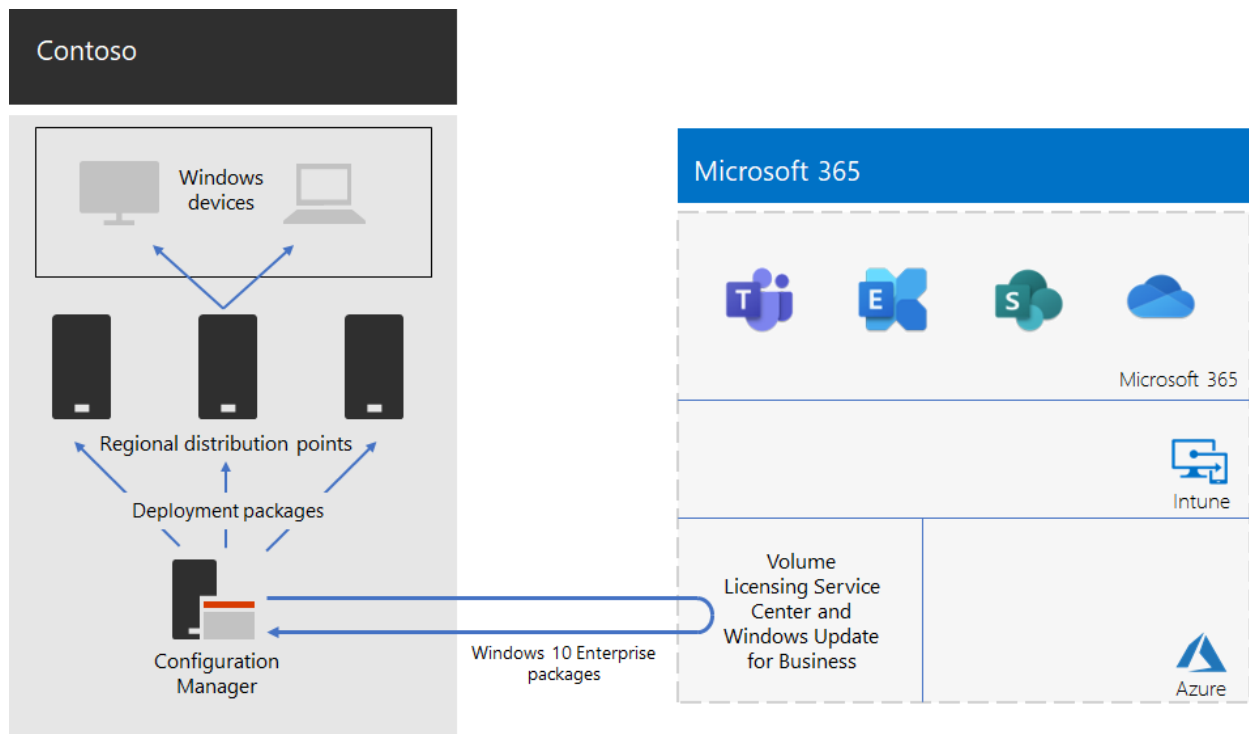 Contoso
Windows
devices
Regional distribution points
Deployment packages
Configuration
Manager
Windows 10 Enterprise
packages
Microsoft 365
T
E
S
Microsoft 365
Intune
Volume
Licensing Service
Center and
Windows Update
for Business
Azure